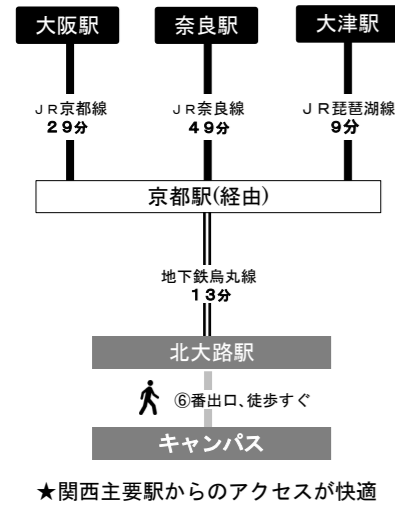 大阪駅
奈良駅
大津駅
JR京都線
29分
JR奈良線
49分
JR琵琶湖線
9分
京都駅(経由)
地下鉄烏丸線
13分
北大路駅
⑥番出口、徒歩すぐ
キャンパス
★関西主要駅からのアクセスが快適